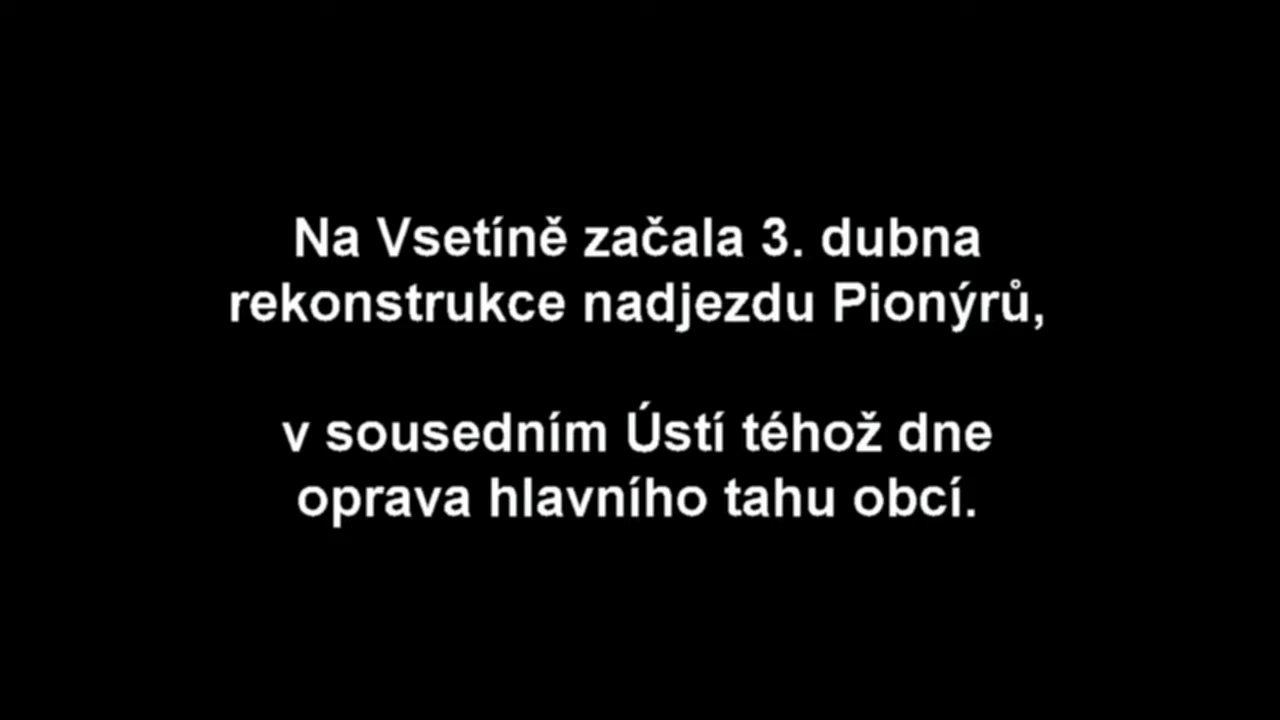 Na Vsetíně začala 3. dubna
rekonstrukce nadjezdu Pionýrů,
v sousedním Ústí téhož dne
oprava hlavního tahu obcí.